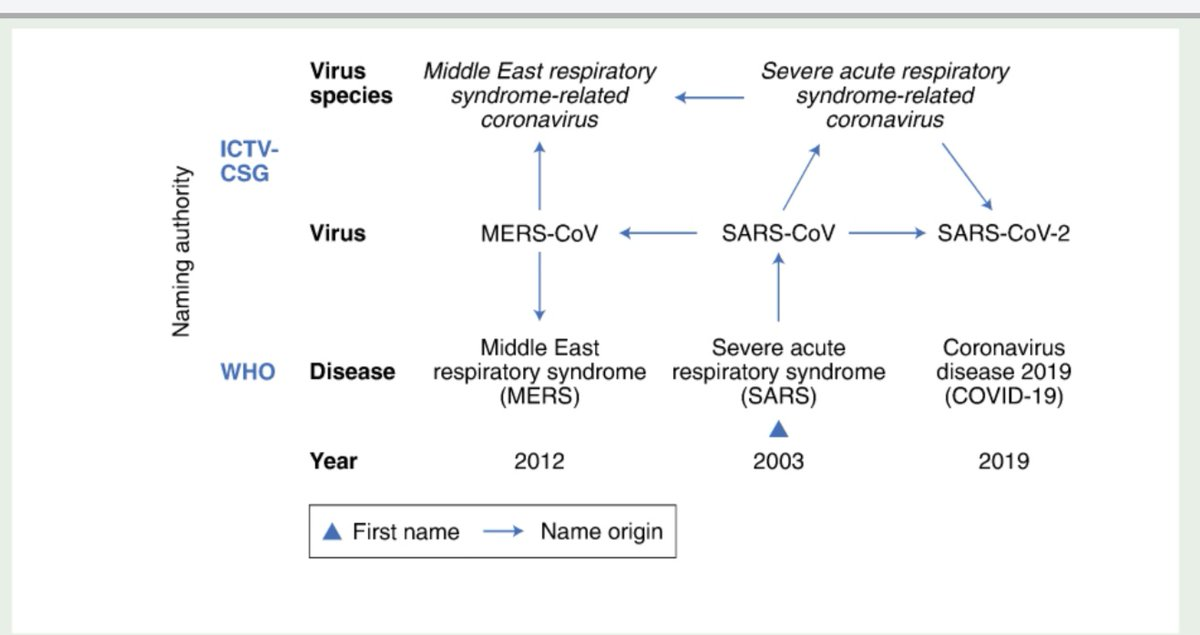 Virus species
Middle East respiratory syndrome-related coronavirus
Severe acute respiratory syndrome-related coronavirus
Naming authority
ICTV-CSG
Virus
MERS-CoV
SARS-CoV
SARS-CoV-2
WHO
Disease
Middle East respiratory syndrome (MERS)
Severe acute respiratory syndrome (SARS)
Coronavirus disease 2019 (COVID-19)
Year
2012
2003
2019
First name
Name origin